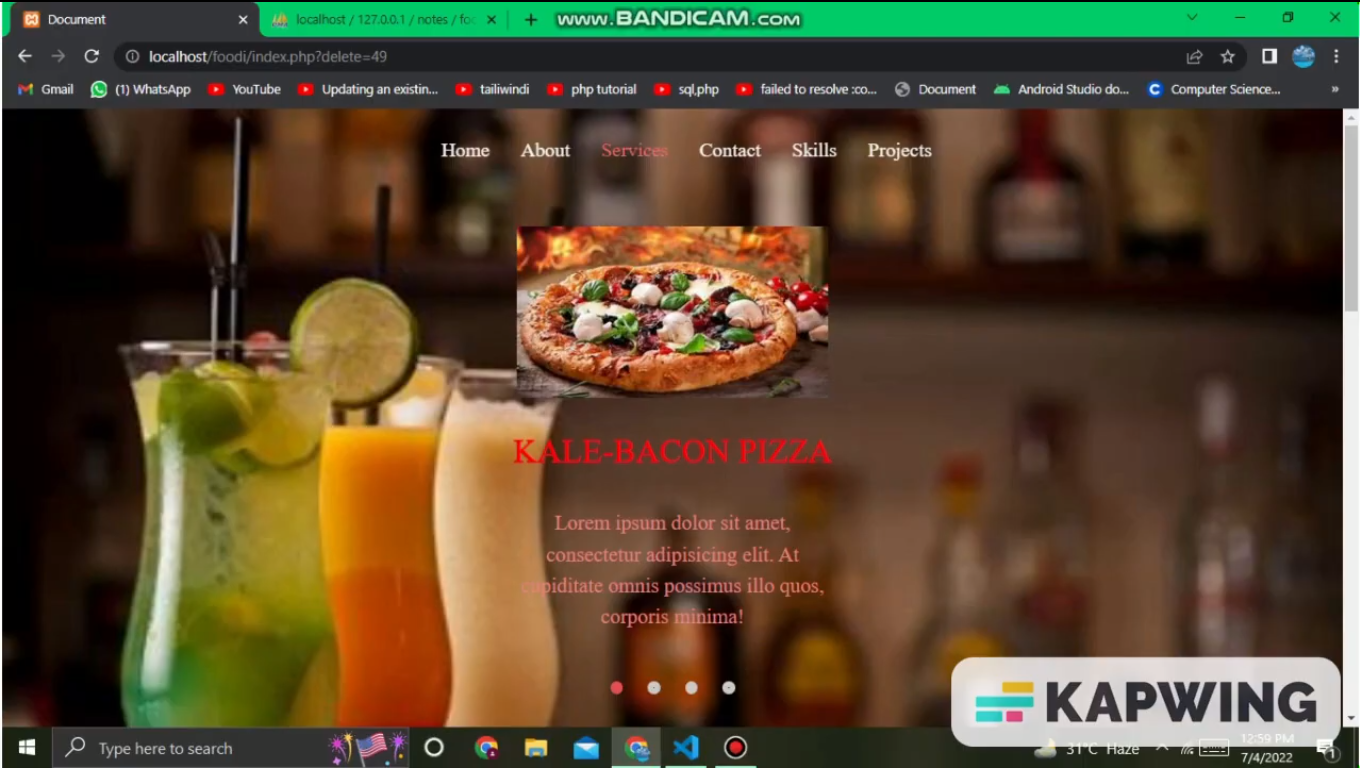 Document
localhost / 127.0.0.1 / notes / foo
www.BANDICAM.com
localhost/foodi/index.php?delete=49
Gmail
(1) WhatsApp
YouTube
Updating an existin...
tailiwindi
php tutorial
sql.php
failed to resolve :co...
Document
Android Studio do...
Computer Science...
»
Home
About
Services
Contact
Skills
Projects
KALE-BACON PIZZA
Lorem ipsum dolor sit amet,
consectetur adipisicing elit. At
cupiditate omnis possimus illo quos,
corporis minima!
KAPWING
Type here to search
31°C Haze
12:59 PM
7/4/2022
1